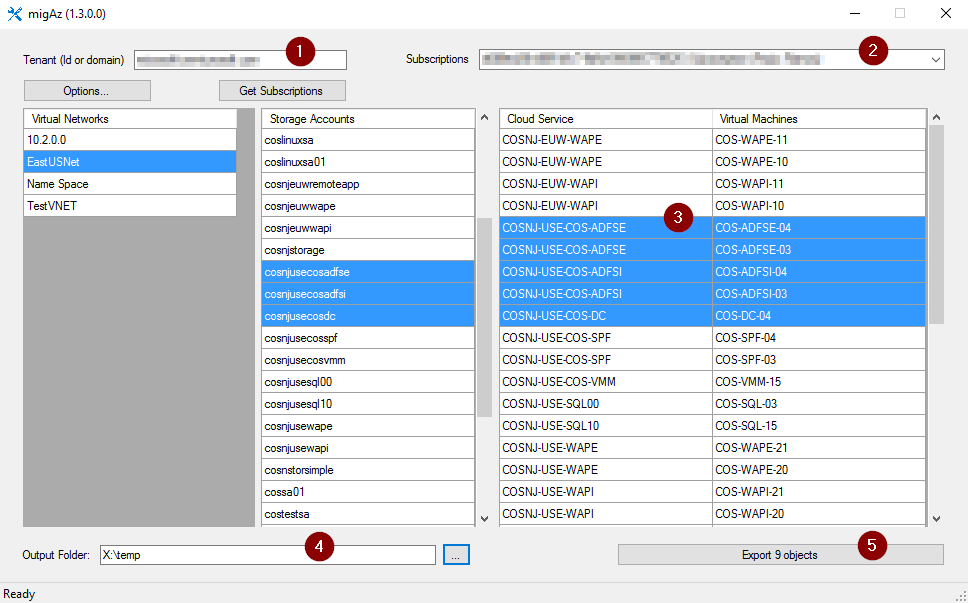 migAz (1.3.0.0)
Tenant (Id or domain) 1 Subscriptions 2
Options... Get Subscriptions
Virtual Networks
10.2.0.0
EastUSNet
Name Space
TestVNET
Storage Accounts
coslinuxsa
coslinuxsa01
cosnjeuwremoteapp
cosnjeuwwape
cosnjeuwwapi
cosnjstorage
cosnjusecosadfse
cosnjusecosadfsi
cosnjusecosdc
cosnjusecosspf
cosnjusecosvmm
cosnjusesql00
cosnjusesql10
cosnjusewape
cosnjusewapi
cosnstorsimple
cossa01
costestsa
Cloud Service Virtual Machines
COSNJ-EUW-WAPE COS-WAPE-11
COSNJ-EUW-WAPE COS-WAPE-10
COSNJ-EUW-WAPI COS-WAPI-11
COSNJ-EUW-WAPI COS-WAPI-10
3
COSNJ-USE-COS-ADFSE COS-ADFSE-04
COSNJ-USE-COS-ADFSE COS-ADFSE-03
COSNJ-USE-COS-ADFSI COS-ADFSI-04
COSNJ-USE-COS-ADFSI COS-ADFSI-03
COSNJ-USE-COS-DC COS-DC-04
COSNJ-USE-COS-SPF COS-SPF-04
COSNJ-USE-COS-SPF COS-SPF-03
COSNJ-USE-COS-VMM COS-VMM-15
COSNJ-USE-SQL00 COS-SQL-03
COSNJ-USE-SQL10 COS-SQL-15
COSNJ-USE-WAPE COS-WAPE-21
COSNJ-USE-WAPE COS-WAPE-20
COSNJ-USE-WAPI COS-WAPI-21
COSNJ-USE-WAPI COS-WAPI-20
Output Folder: X:\temp 4 ... Export 9 objects 5
Ready